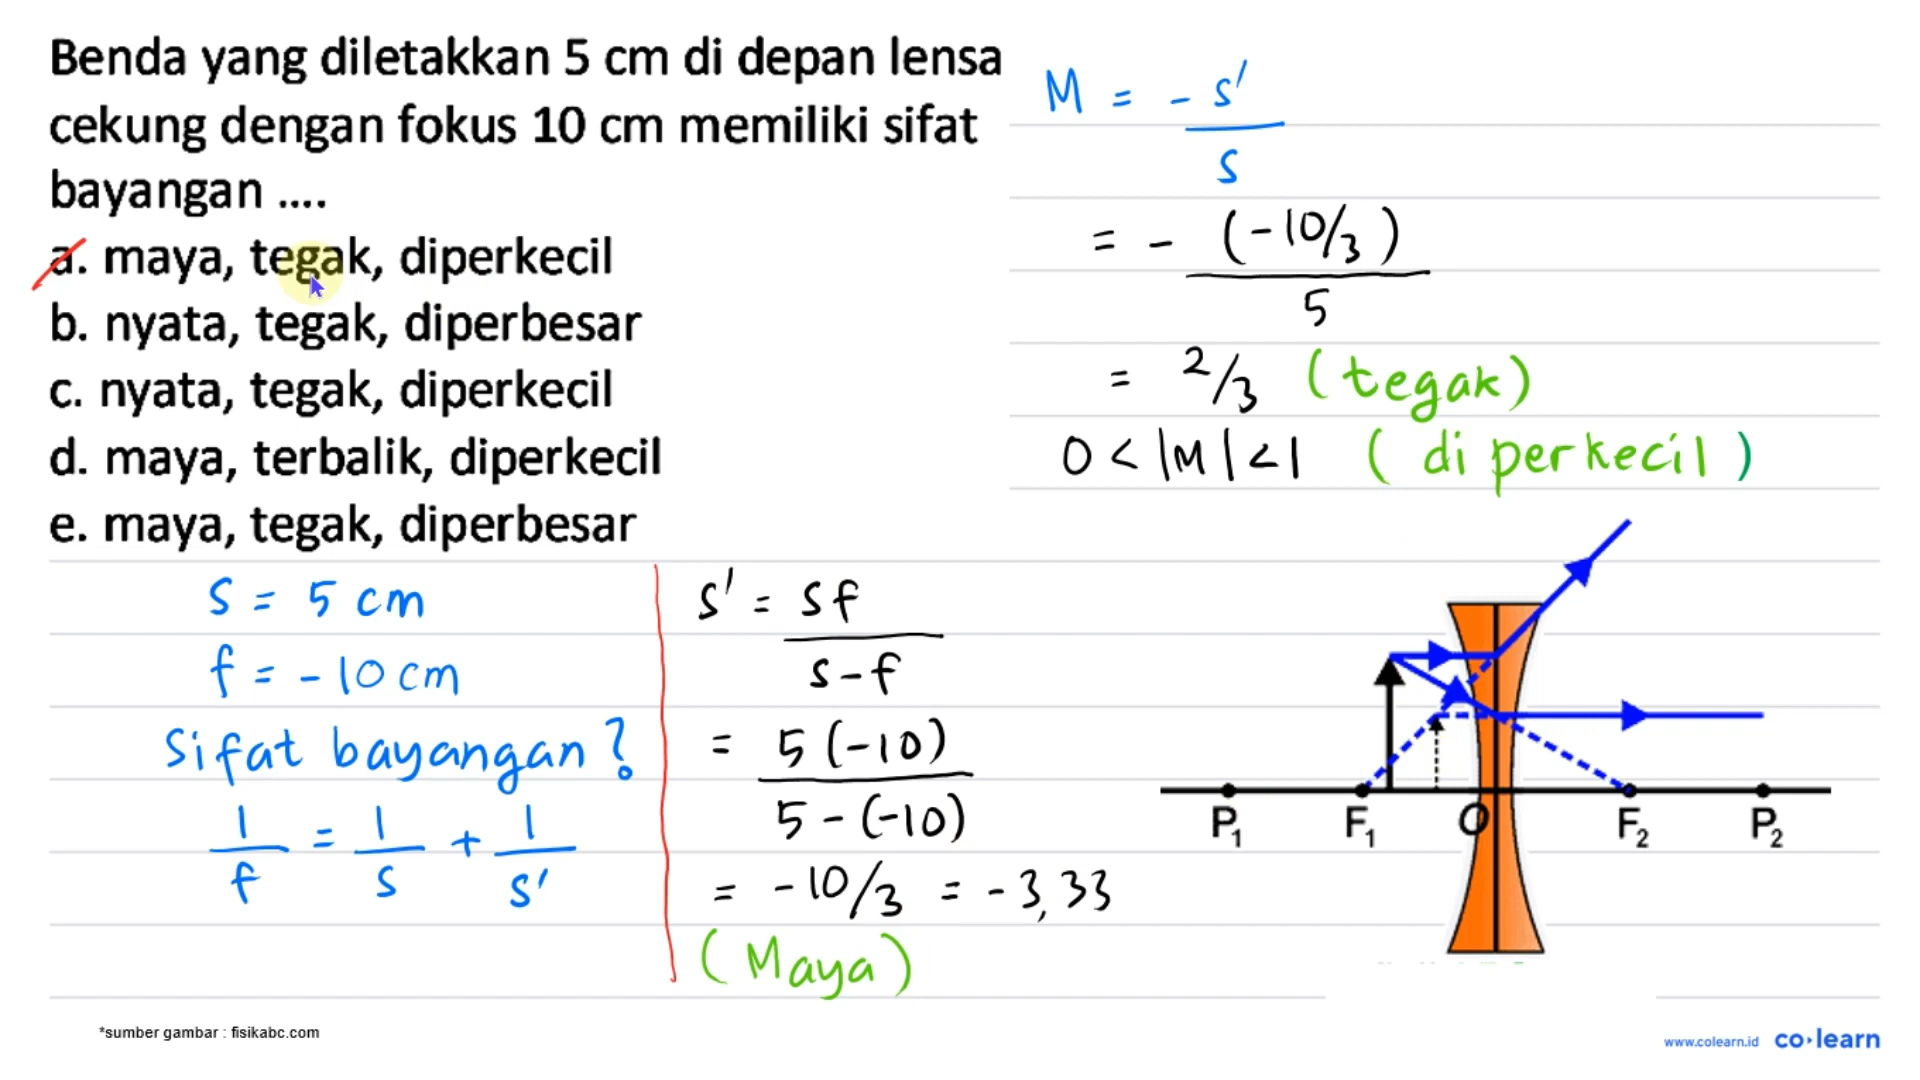 Benda yang diletakkan 5 cm di depan lensa
cekung dengan fokus 10 cm memiliki sifat
bayangan ....
a. maya, tegak, diperkecil
b. nyata, tegak, diperbesar
c. nyata, tegak, diperkecil
d. maya, terbalik, diperkecil
e. maya, tegak, diperbesar
s = 5 cm
f = -10 cm
Sifat bayangan?
1/f = 1/s + 1/s'
s' = sf / s-f
= 5(-10) / 5-(-10)
= -10/3 = -3,33
(Maya)
M = -s' / s
= - (-10/3) / 5
= 2/3 (tegak)
0 < |M| < 1 (diperkecil)
P1 F1 O F2 P2
*sumber gambar : fisikabc.com
www.colearn.id co learn